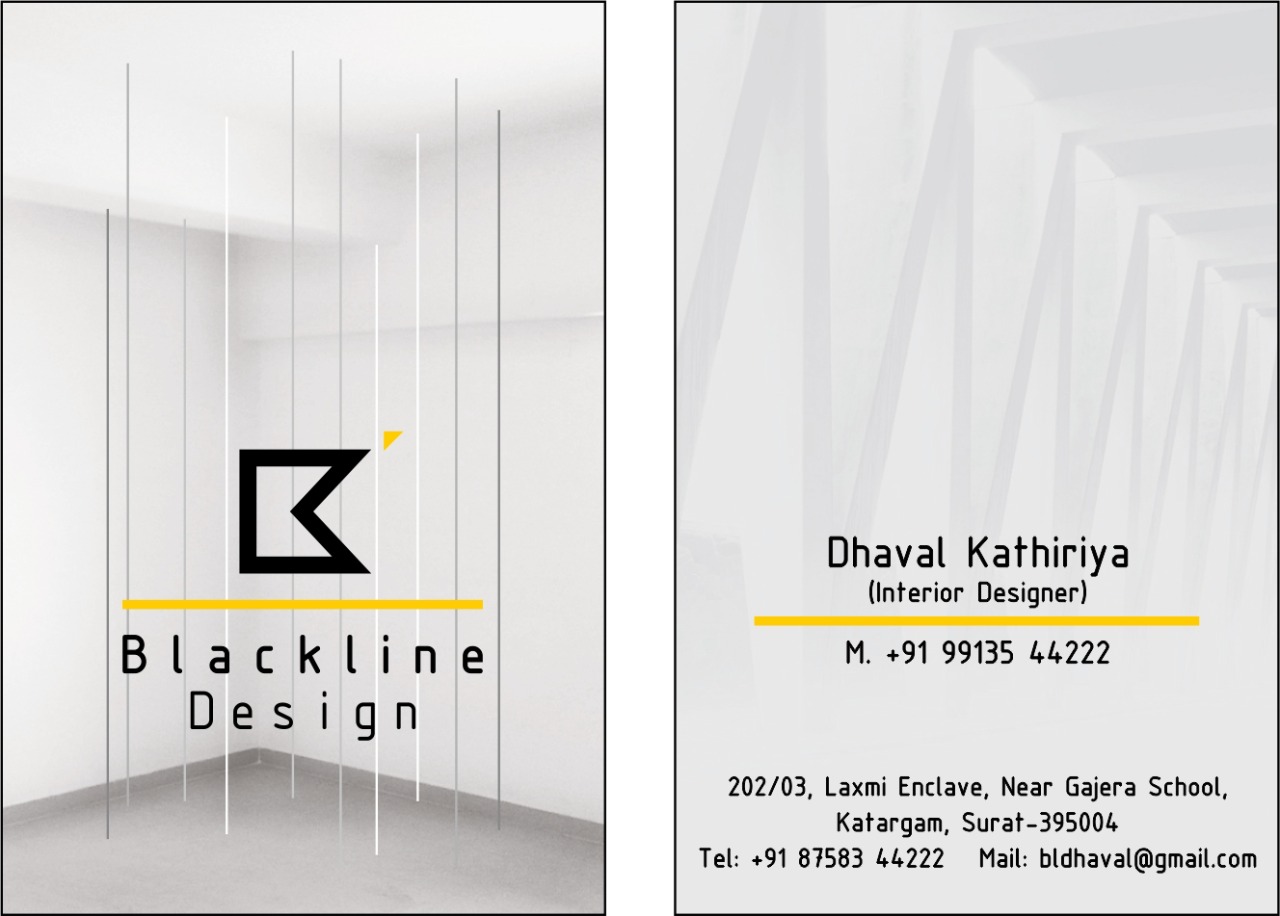 Blackline
Design
Dhaval Kathiriya
(Interior Designer)
M. +91 99135 44222
202/03, Laxmi Enclave, Near Gajera School,
Katargam, Surat-395004
Tel: +91 87583 44222 Mail: bldhaval@gmail.com